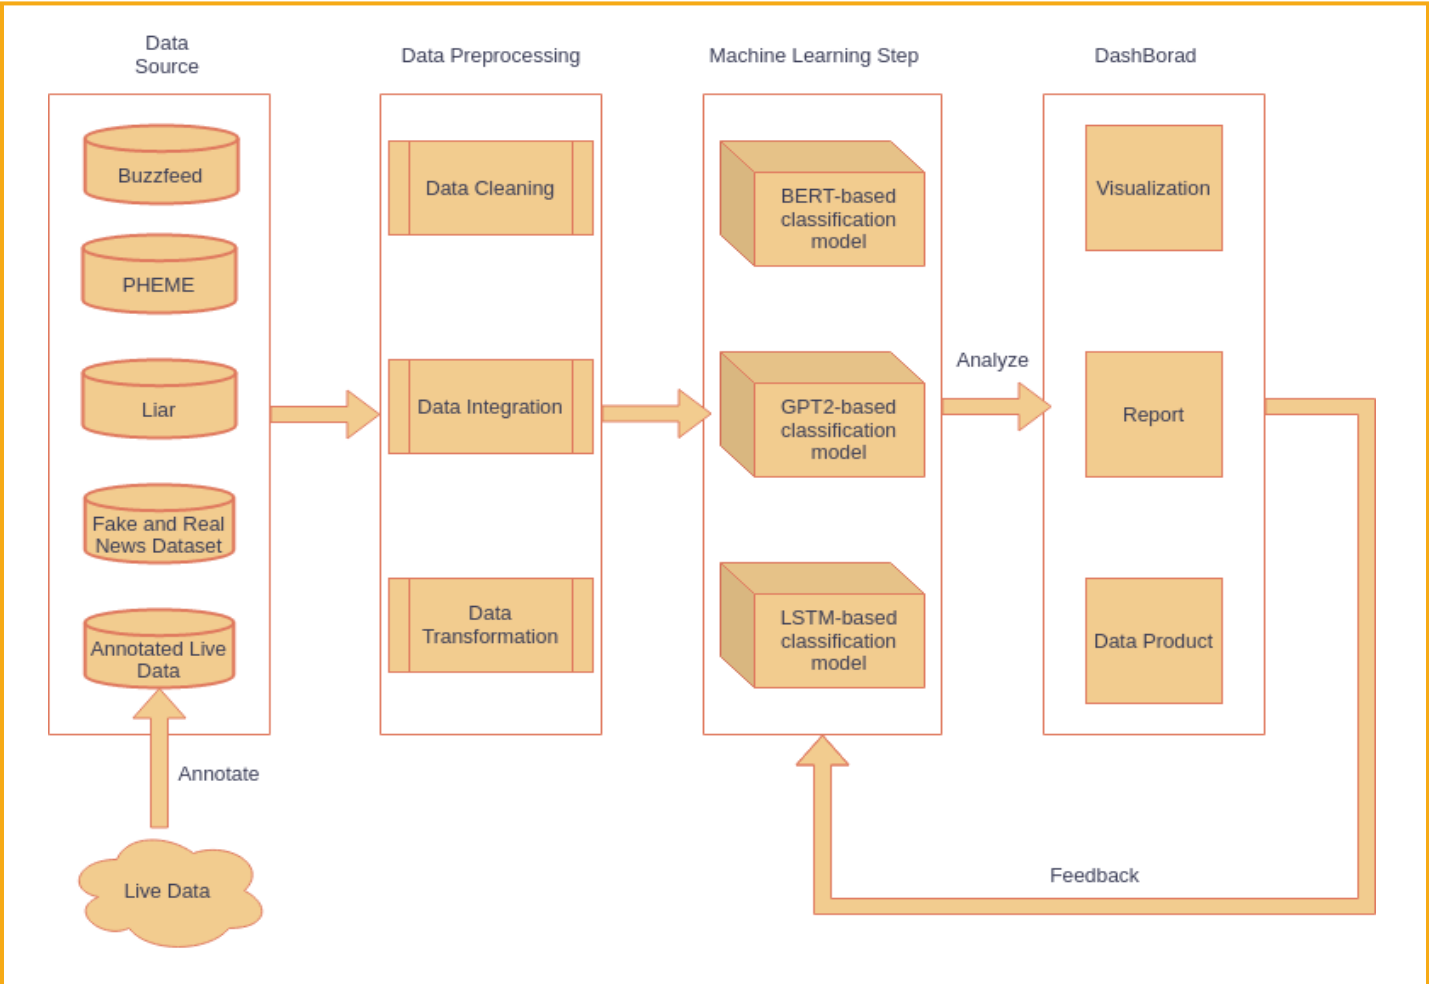 Data
Source
Data Preprocessing
Machine Learning Step
DashBorad
Buzzfeed
PHEME
Liar
Fake and Real
News Dataset
Annotated Live
Data
Annotate
Live Data
Data Cleaning
Data Integration
Data
Transformation
BERT-based
classification
model
GPT2-based
classification
model
LSTM-based
classification
model
Analyze
Visualization
Report
Data Product
Feedback